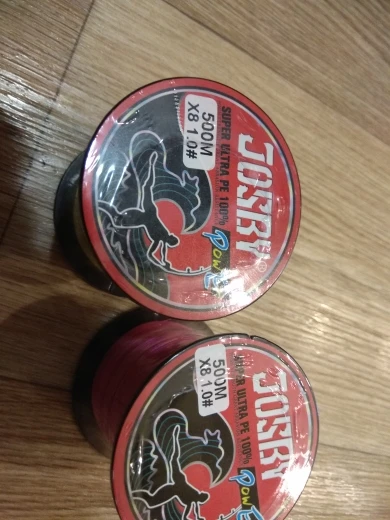 JOSBY®
SUPER ULTRA PE 100%
500M
X8 1.0#
JOSBY
SUPER ULTRA PE 100%
500M
X8 1.0#